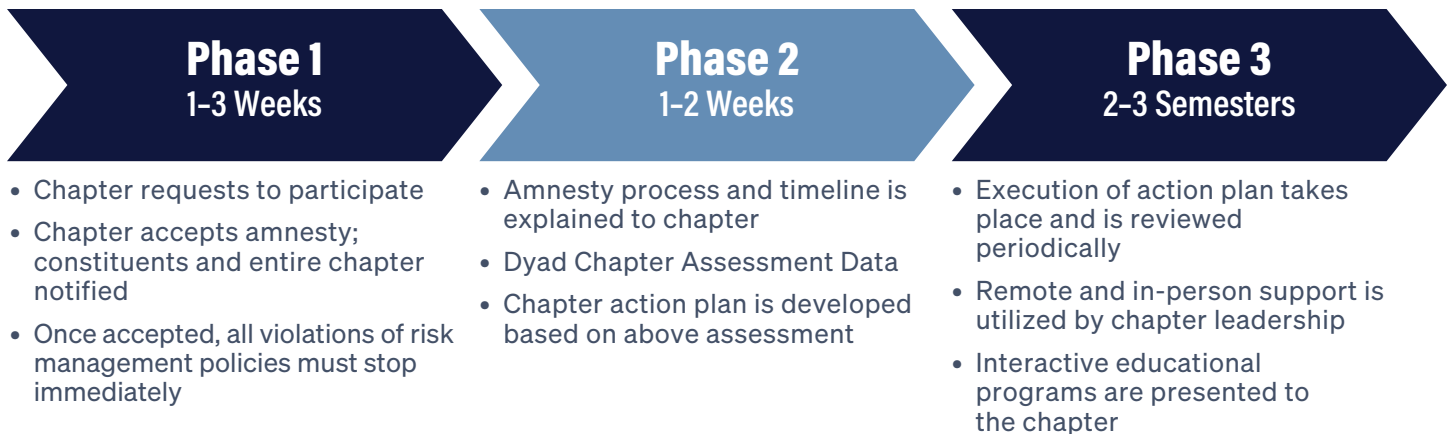 Phase 1
1–3 Weeks
• Chapter requests to participate
• Chapter accepts amnesty;
constituents and entire chapter
notified
• Once accepted, all violations of risk
management policies must stop
immediately
Phase 2
1–2 Weeks
• Amnesty process and timeline is
explained to chapter
• Dyad Chapter Assessment Data
• Chapter action plan is developed
based on above assessment
Phase 3
2–3 Semesters
• Execution of action plan takes
place and is reviewed
periodically
• Remote and in-person support is
utilized by chapter leadership
• Interactive educational
programs are presented to
the chapter